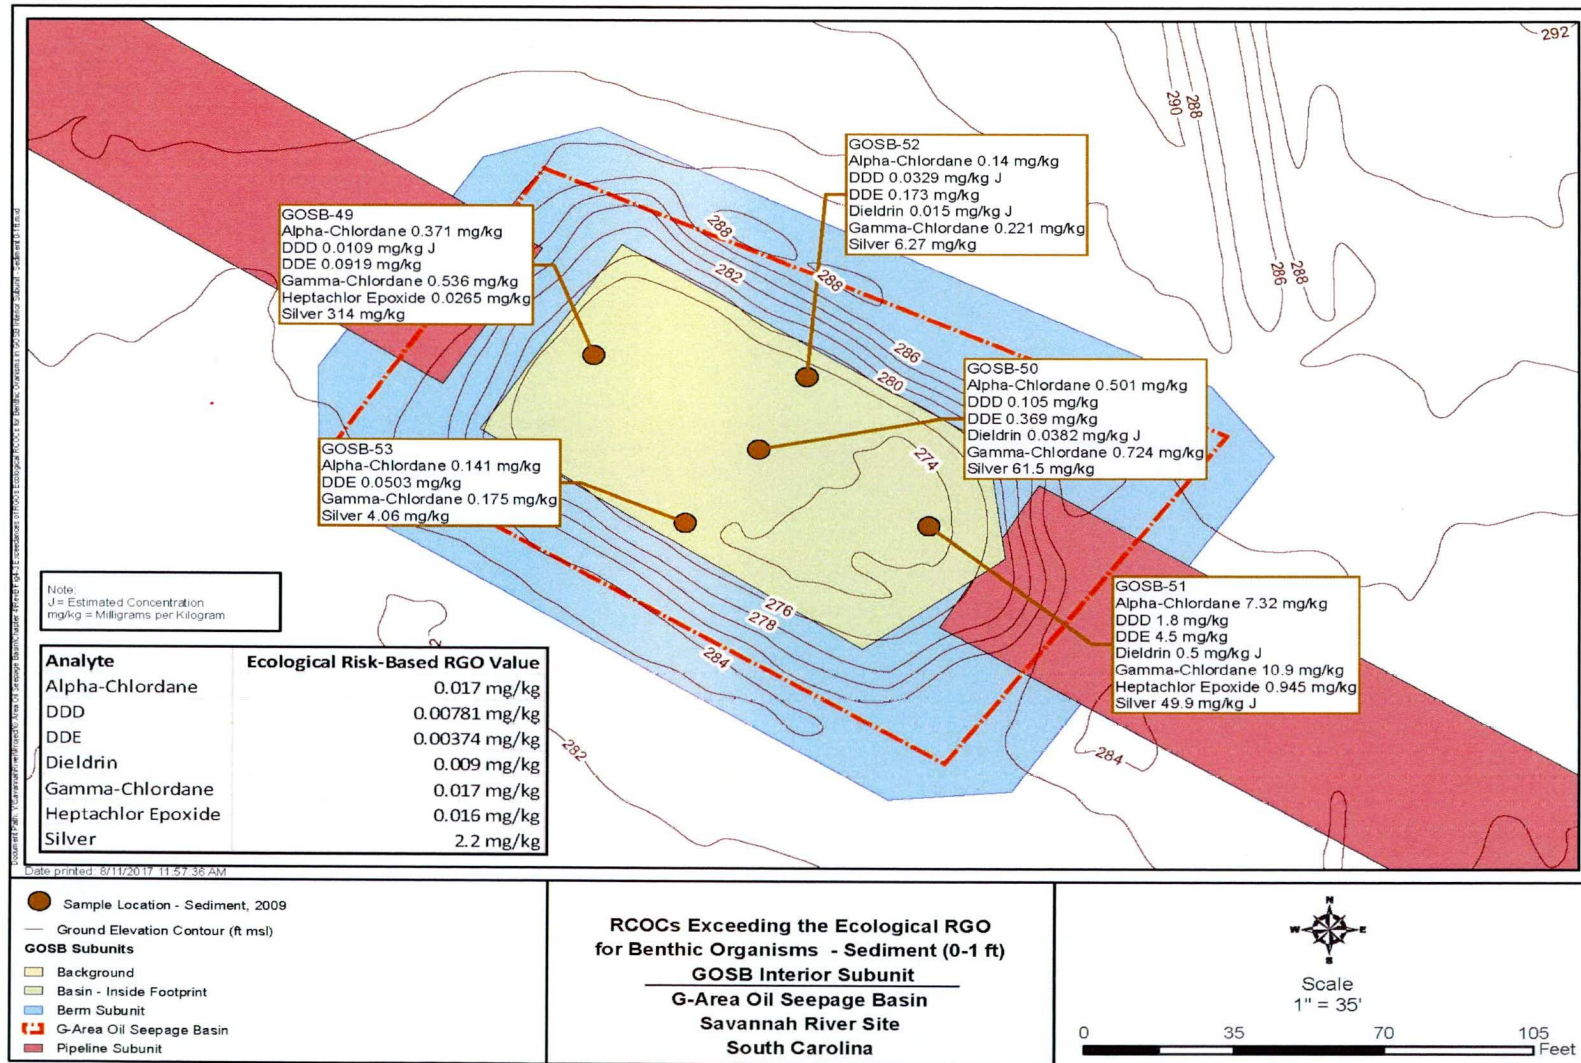 292
290
288
286
288
GOSB-52
Alpha-Chlordane 0.14 mg/kg
DDD 0.0329 mg/kg J
DDE 0.173 mg/kg
Dieldrin 0.015 mg/kg J
Gamma-Chlordane 0.221 mg/kg
Silver 6.27 mg/kg
GOSB-49
Alpha-Chlordane 0.371 mg/kg
DDD 0.0109 mg/kg J
DDE 0.0919 mg/kg
Gamma-Chlordane 0.536 mg/kg
Heptachlor Epoxide 0.0265 mg/kg
Silver 314 mg/kg
288
282
288
286
280
GOSB-50
Alpha-Chlordane 0.501 mg/kg
DDD 0.105 mg/kg
DDE 0.369 mg/kg
Dieldrin 0.0382 mg/kg J
Gamma-Chlordane 0.724 mg/kg
Silver 61.5 mg/kg
GOSB-53
Alpha-Chlordane 0.141 mg/kg
DDE 0.0503 mg/kg
Gamma-Chlordane 0.175 mg/kg
Silver 4.06 mg/kg
274
GOSB-51
Alpha-Chlordane 7.32 mg/kg
DDD 1.8 mg/kg
DDE 4.5 mg/kg
Dieldrin 0.5 mg/kg J
Gamma-Chlordane 10.9 mg/kg
Heptachlor Epoxide 0.945 mg/kg
Silver 49.9 mg/kg J
276
278
284
282
284
Note:
J = Estimated Concentration
mg/kg = Milligrams per Kilogram
Analyte Ecological Risk-Based RGO Value
Alpha-Chlordane 0.017 mg/kg
DDD 0.00781 mg/kg
DDE 0.00374 mg/kg
Dieldrin 0.009 mg/kg
Gamma-Chlordane 0.017 mg/kg
Heptachlor Epoxide 0.016 mg/kg
Silver 2.2 mg/kg
Date printed: 8/11/2017 11:57:36 AM
Sample Location - Sediment, 2009
Ground Elevation Contour (ft msl)
GOSB Subunits
Background
Basin - Inside Footprint
Berm Subunit
G-Area Oil Seepage Basin
Pipeline Subunit
RCOCs Exceeding the Ecological RGO
for Benthic Organisms - Sediment (0-1 ft)
GOSB Interior Subunit
G-Area Oil Seepage Basin
Savannah River Site
South Carolina
N
W E
S
Scale
1" = 35'
0 35 70 105
Feet